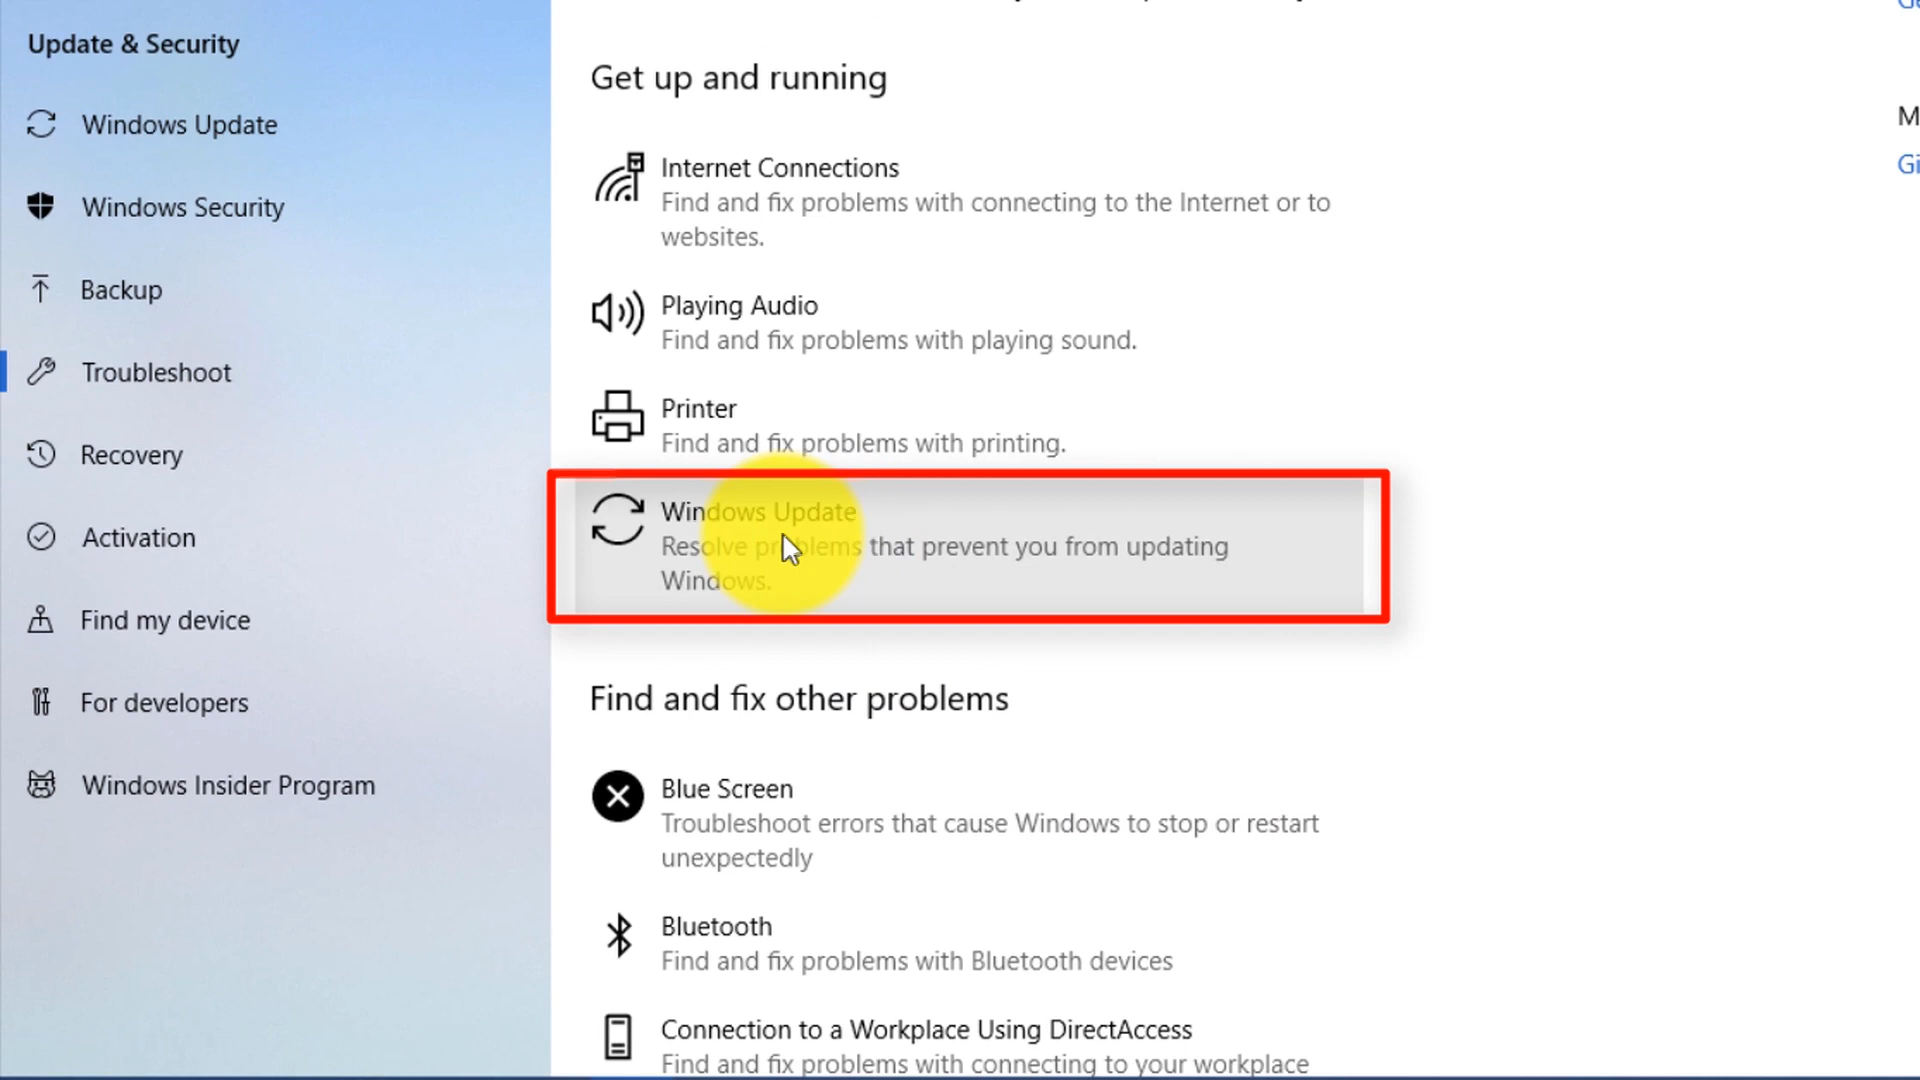 Update & Security
Windows Update
Windows Security
Backup
Troubleshoot
Recovery
Activation
Find my device
For developers
Windows Insider Program
Get up and running
Internet Connections
Find and fix problems with connecting to the Internet or to
websites.
Playing Audio
Find and fix problems with playing sound.
Printer
Find and fix problems with printing.
Windows Update
Resolve problems that prevent you from updating
Windows.
Find and fix other problems
Blue Screen
Troubleshoot errors that cause Windows to stop or restart
unexpectedly
Bluetooth
Find and fix problems with Bluetooth devices
Connection to a Workplace Using DirectAccess
Find and fix problems with connecting to your workplace